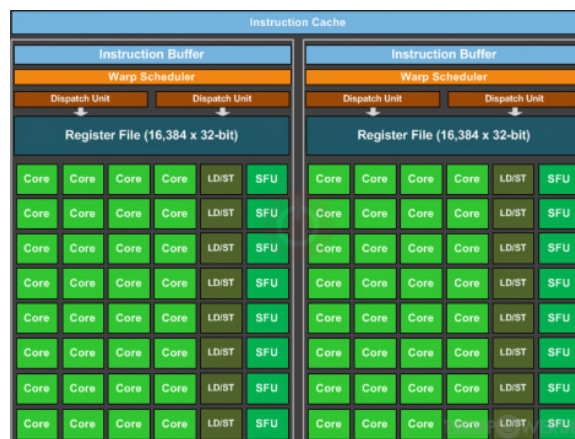 Instruction Cache
Instruction Buffer Instruction Buffer
Warp Scheduler Warp Scheduler
Dispatch Unit Dispatch Unit Dispatch Unit Dispatch Unit
Register File (16,384 x 32-bit) Register File (16,384 x 32-bit)
Core Core Core Core LD/ST SFU Core Core Core Core LD/ST SFU
Core Core Core Core LD/ST SFU Core Core Core Core LD/ST SFU
Core Core Core Core LD/ST SFU Core Core Core Core LD/ST SFU
Core Core Core Core LD/ST SFU Core Core Core Core LD/ST SFU
Core Core Core Core LD/ST SFU Core Core Core Core LD/ST SFU
Core Core Core Core LD/ST SFU Core Core Core Core LD/ST SFU
Core Core Core Core LD/ST SFU Core Core Core Core LD/ST SFU
Core Core Core Core LD/ST SFU Core Core Core Core LD/ST SFU